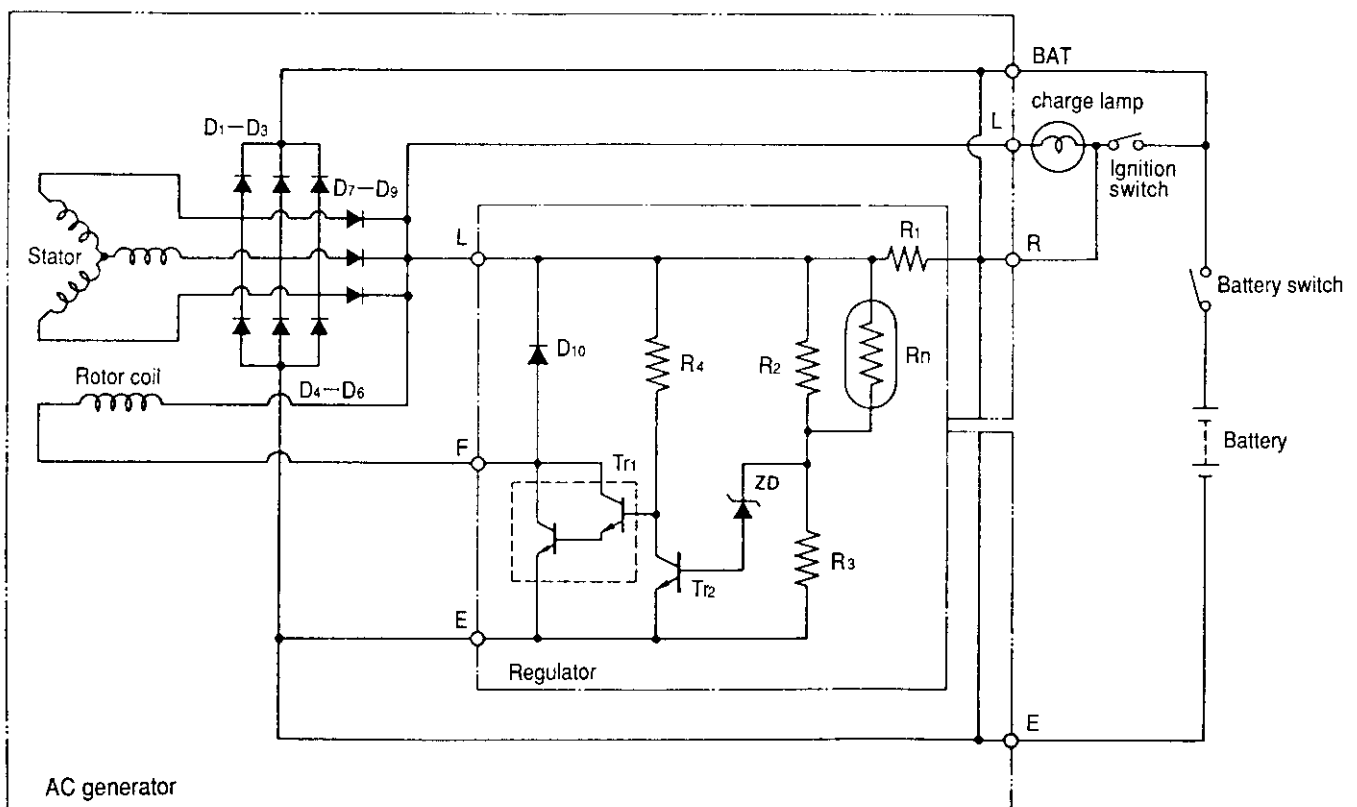 BAT
charge lamp
L
D1–D3
Ignition
switch
D7–D9
R1
L
R
Stator
Battery switch
D10
R4
R2
Rn
Rotor coil
D4–D6
Battery
F
Tr1
ZD
R3
Tr2
E
Regulator
E
AC generator